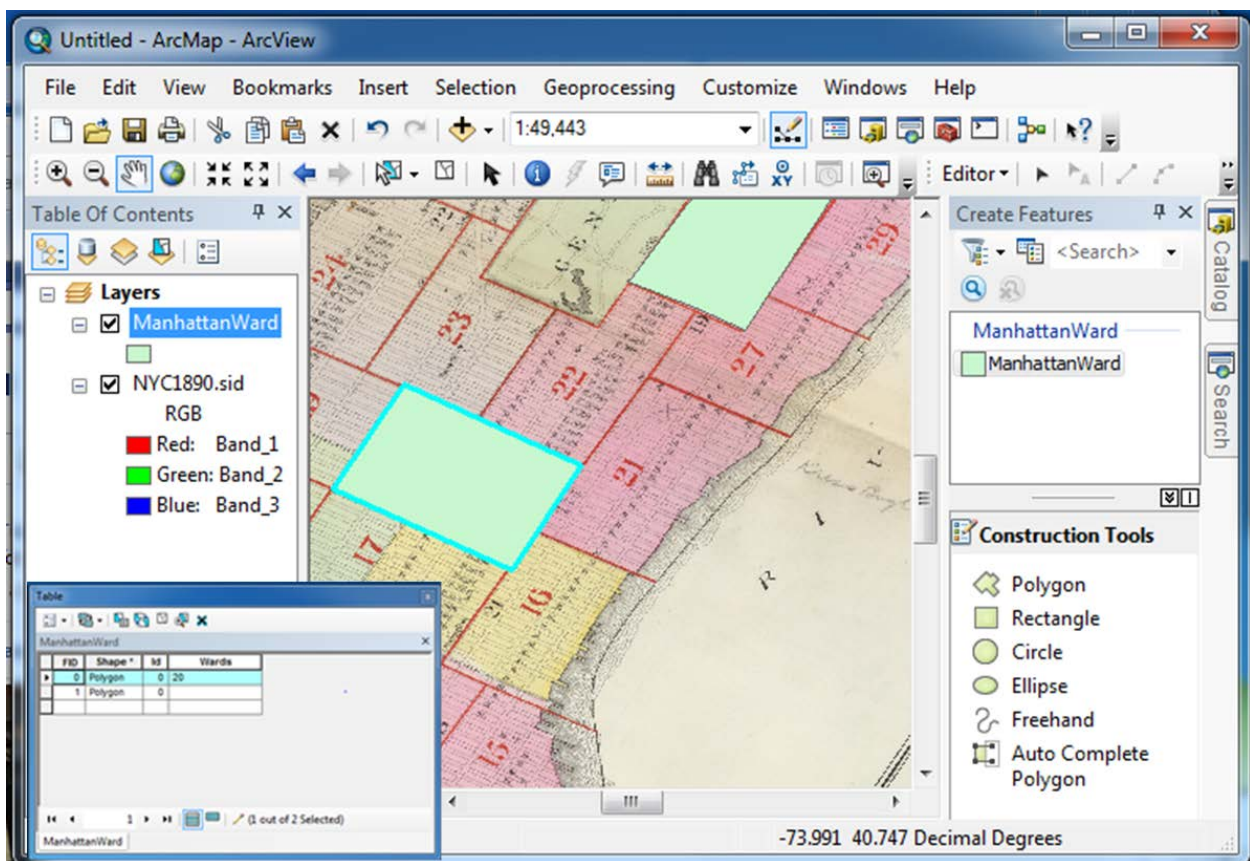 Untitled - ArcMap - ArcView
File Edit View Bookmarks Insert Selection Geoprocessing Customize Windows Help
1:49,443
Editor
Table Of Contents
Layers
ManhattanWard
NYC1890.sid
RGB
Red: Band_1
Green: Band_2
Blue: Band_3
C E N
29
23
22
27
19
21
17
16
21
15
R I
I-
Create Features
<Search>
ManhattanWard
ManhattanWard
Construction Tools
Polygon
Rectangle
Circle
Ellipse
Freehand
Auto Complete
Polygon
Catalog
Search
Table
ManhattanWard
FID Shape * Id Wards
0 Polygon 0 20
1 Polygon 0
1
(1 out of 2 Selected)
ManhattanWard
-73.991 40.747 Decimal Degrees